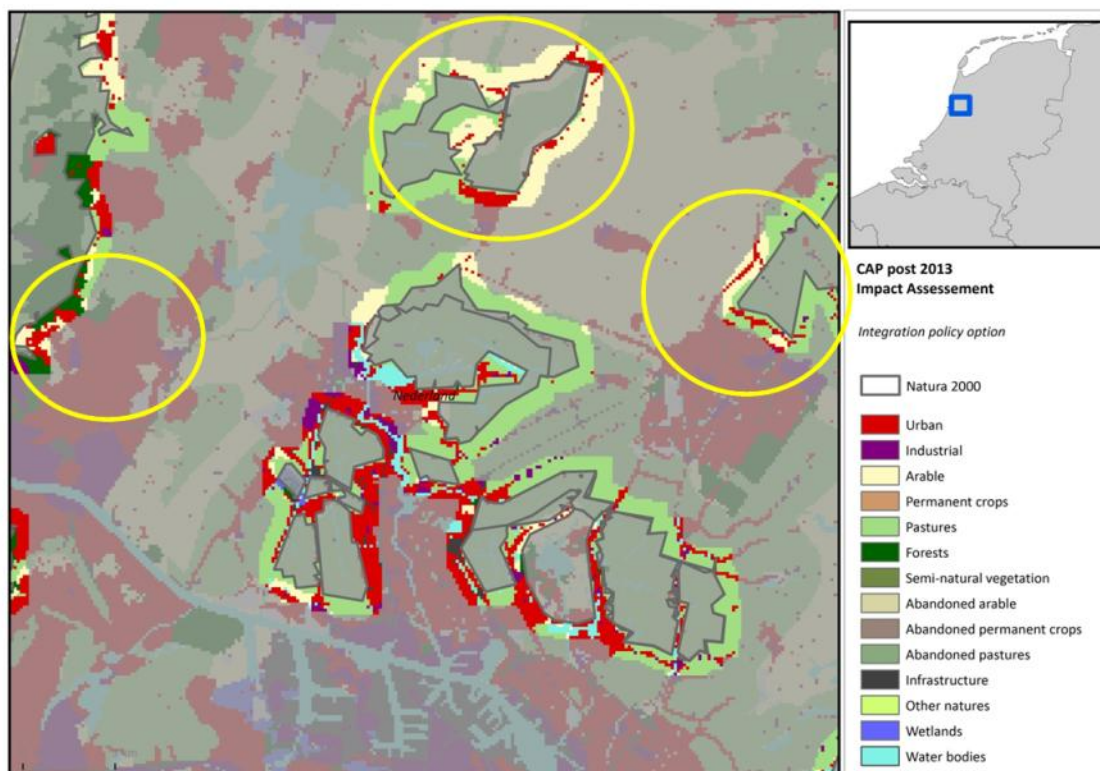 Nederland
CAP post 2013
Impact Assessement
Integration policy option
Natura 2000
Urban
Industrial
Arable
Permanent crops
Pastures
Forests
Semi-natural vegetation
Abandoned arable
Abandoned permanent crops
Abandoned pastures
Infrastructure
Other natures
Wetlands
Water bodies